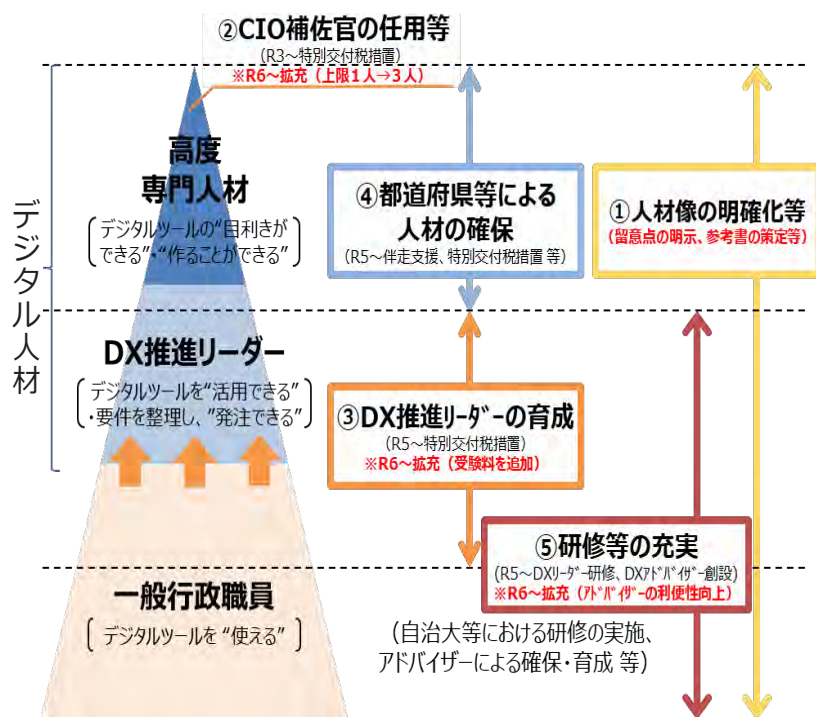 ②CIO補佐官の任用等
(R3～特別交付税措置)
※R6～拡充（上限１人→３人）
デジタル人材
高度
専門人材
デジタルツールの“目利きが
できる”・“作ることができる”
④都道府県等による
人材の確保
(R5～伴走支援、特別交付税措置 等)
①人材像の明確化等
(留意点の明示、参考書の策定等)
DX推進リーダー
デジタルツールを“活用できる”
・要件を整理し、”発注できる”
③DX推進ﾘｰﾀﾞｰの育成
(R5～特別交付税措置)
※R6～拡充（受験料を追加）
⑤研修等の充実
(R5～DXﾘｰﾀﾞｰ研修、DXｱﾄﾞﾊﾞｲｻﾞｰ創設)
※R6～拡充（ｱﾄﾞﾊﾞｲｻﾞｰの利便性向上）
一般行政職員
デジタルツールを “使える”
（自治大等における研修の実施、
アドバイザーによる確保・育成 等）